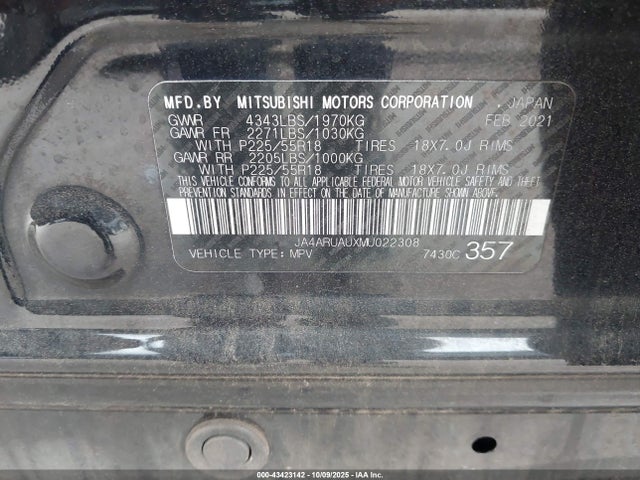 MFD.BY MITSUBISHI MOTORS CORPORATION , JAPAN
GVWR 4343LBS/1970KG FEB 2021
GAWR FR 2271LBS/1030KG
WITH P225/55R18 TIRES 18X7.0J RIMS
GAWR RR 2205LBS/1000KG
WITH P225/55R18 TIRES 18X7.0J RIMS
THIS VEHICLE CONFORMS TO ALL APPLICABLE FEDERAL MOTOR VEHICLE SAFETY AND THEFT
PREVENTION STANDARDS IN EFFECT ON THE DATE OF MANUFACTURE SHOWN ABOVE.
JA4ARUAUXMU022308
VEHICLE TYPE: MPV 7430C 357
00-43423142 - 10/09/2025 - IAA Inc.